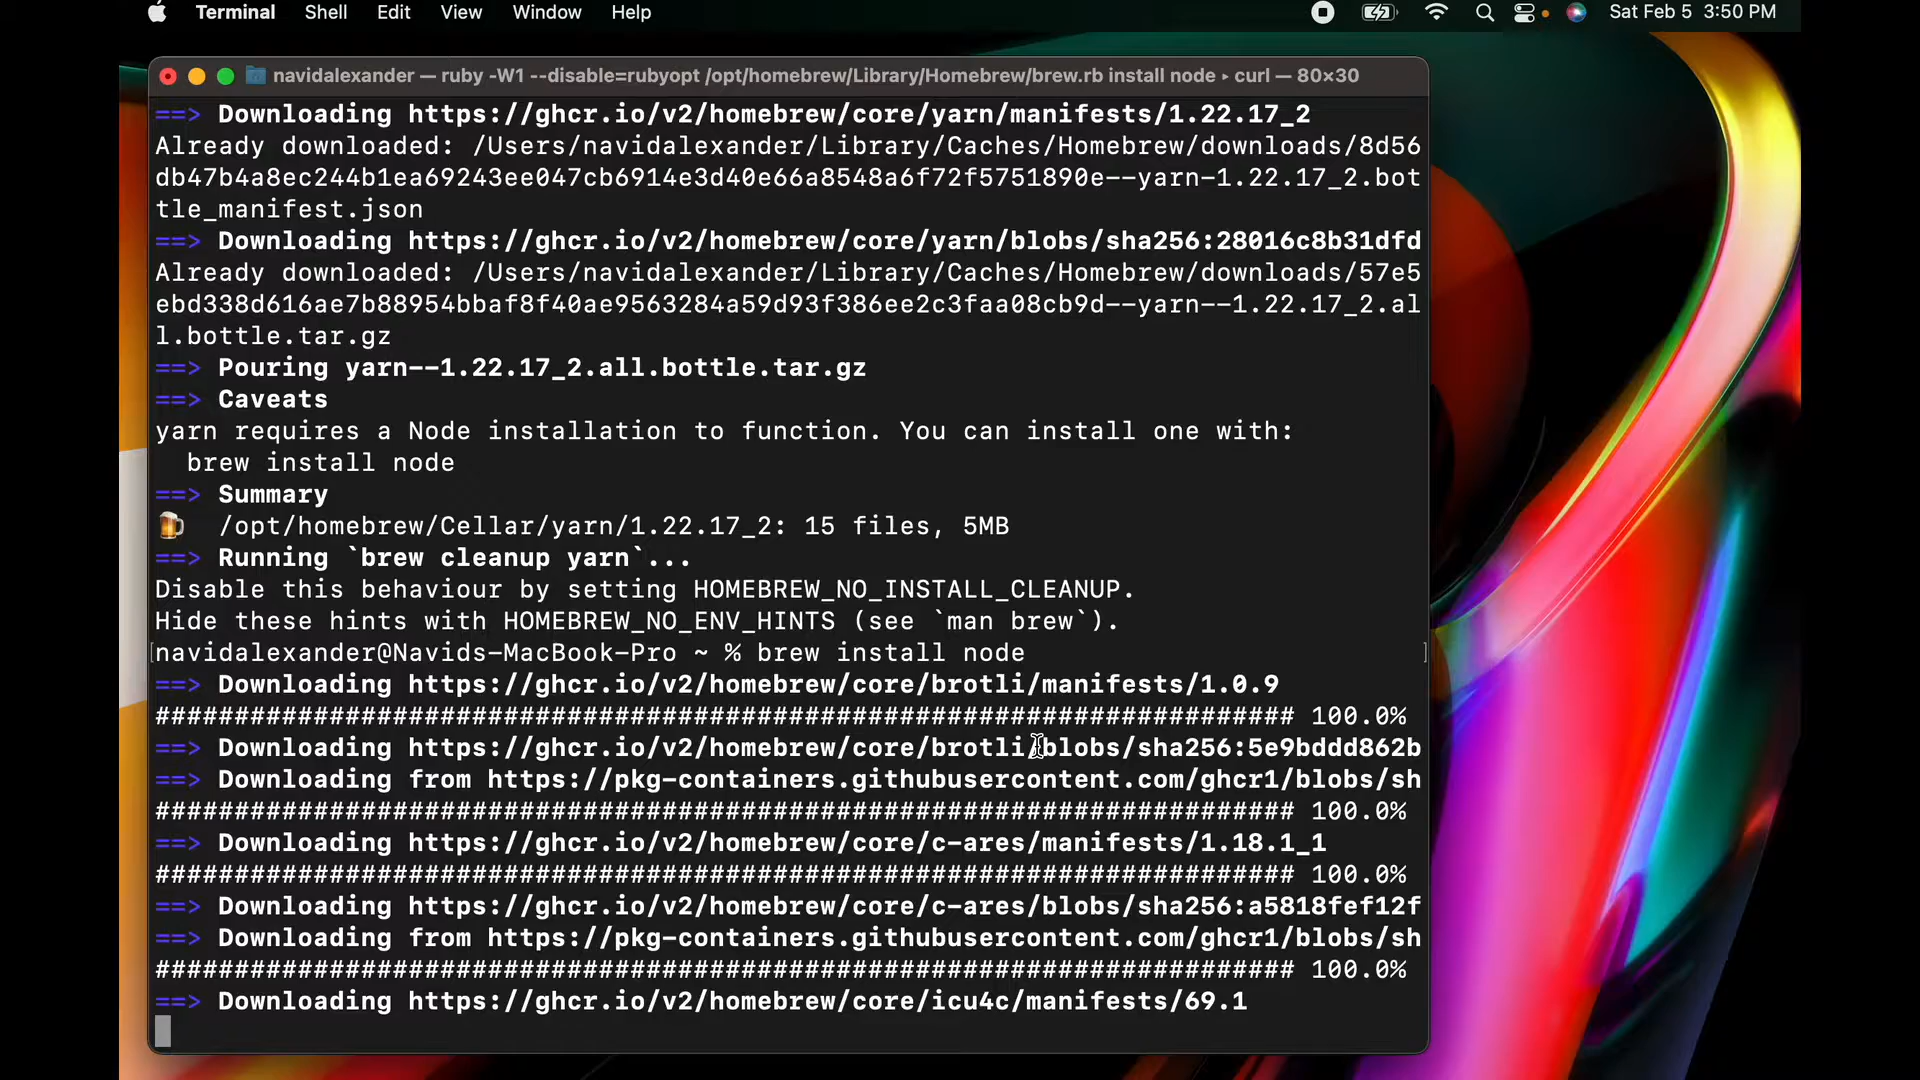 Terminal Shell Edit View Window Help Sat Feb 5 3:50 PM
navidalexander — ruby -W1 --disable=rubyopt /opt/homebrew/Library/Homebrew/brew.rb install node ▸ curl — 80×30
==> Downloading https://ghcr.io/v2/homebrew/core/yarn/manifests/1.22.17_2
Already downloaded: /Users/navidalexander/Library/Caches/Homebrew/downloads/8d56
db47b4a8ec244b1ea69243ee047cb6914e3d40e66a8548a6f72f5751890e--yarn-1.22.17_2.bot
tle_manifest.json
==> Downloading https://ghcr.io/v2/homebrew/core/yarn/blobs/sha256:28016c8b31dfd
Already downloaded: /Users/navidalexander/Library/Caches/Homebrew/downloads/57e5
ebd338d616ae7b88954bbaf8f40ae9563284a59d93f386ee2c3faa08cb9d--yarn--1.22.17_2.al
l.bottle.tar.gz
==> Pouring yarn--1.22.17_2.all.bottle.tar.gz
==> Caveats
yarn requires a Node installation to function. You can install one with:
  brew install node
==> Summary
🍺  /opt/homebrew/Cellar/yarn/1.22.17_2: 15 files, 5MB
==> Running `brew cleanup yarn`...
Disable this behaviour by setting HOMEBREW_NO_INSTALL_CLEANUP.
Hide these hints with HOMEBREW_NO_ENV_HINTS (see `man brew`).
[navidalexander@Navids-MacBook-Pro ~ % brew install node ]
==> Downloading https://ghcr.io/v2/homebrew/core/brotli/manifests/1.0.9
######################################################################## 100.0%
==> Downloading https://ghcr.io/v2/homebrew/core/brotli/blobs/sha256:5e9bddd862b
==> Downloading from https://pkg-containers.githubusercontent.com/ghcr1/blobs/sh
######################################################################## 100.0%
==> Downloading https://ghcr.io/v2/homebrew/core/c-ares/manifests/1.18.1_1
######################################################################## 100.0%
==> Downloading https://ghcr.io/v2/homebrew/core/c-ares/blobs/sha256:a5818fef12f
==> Downloading from https://pkg-containers.githubusercontent.com/ghcr1/blobs/sh
######################################################################## 100.0%
==> Downloading https://ghcr.io/v2/homebrew/core/icu4c/manifests/69.1